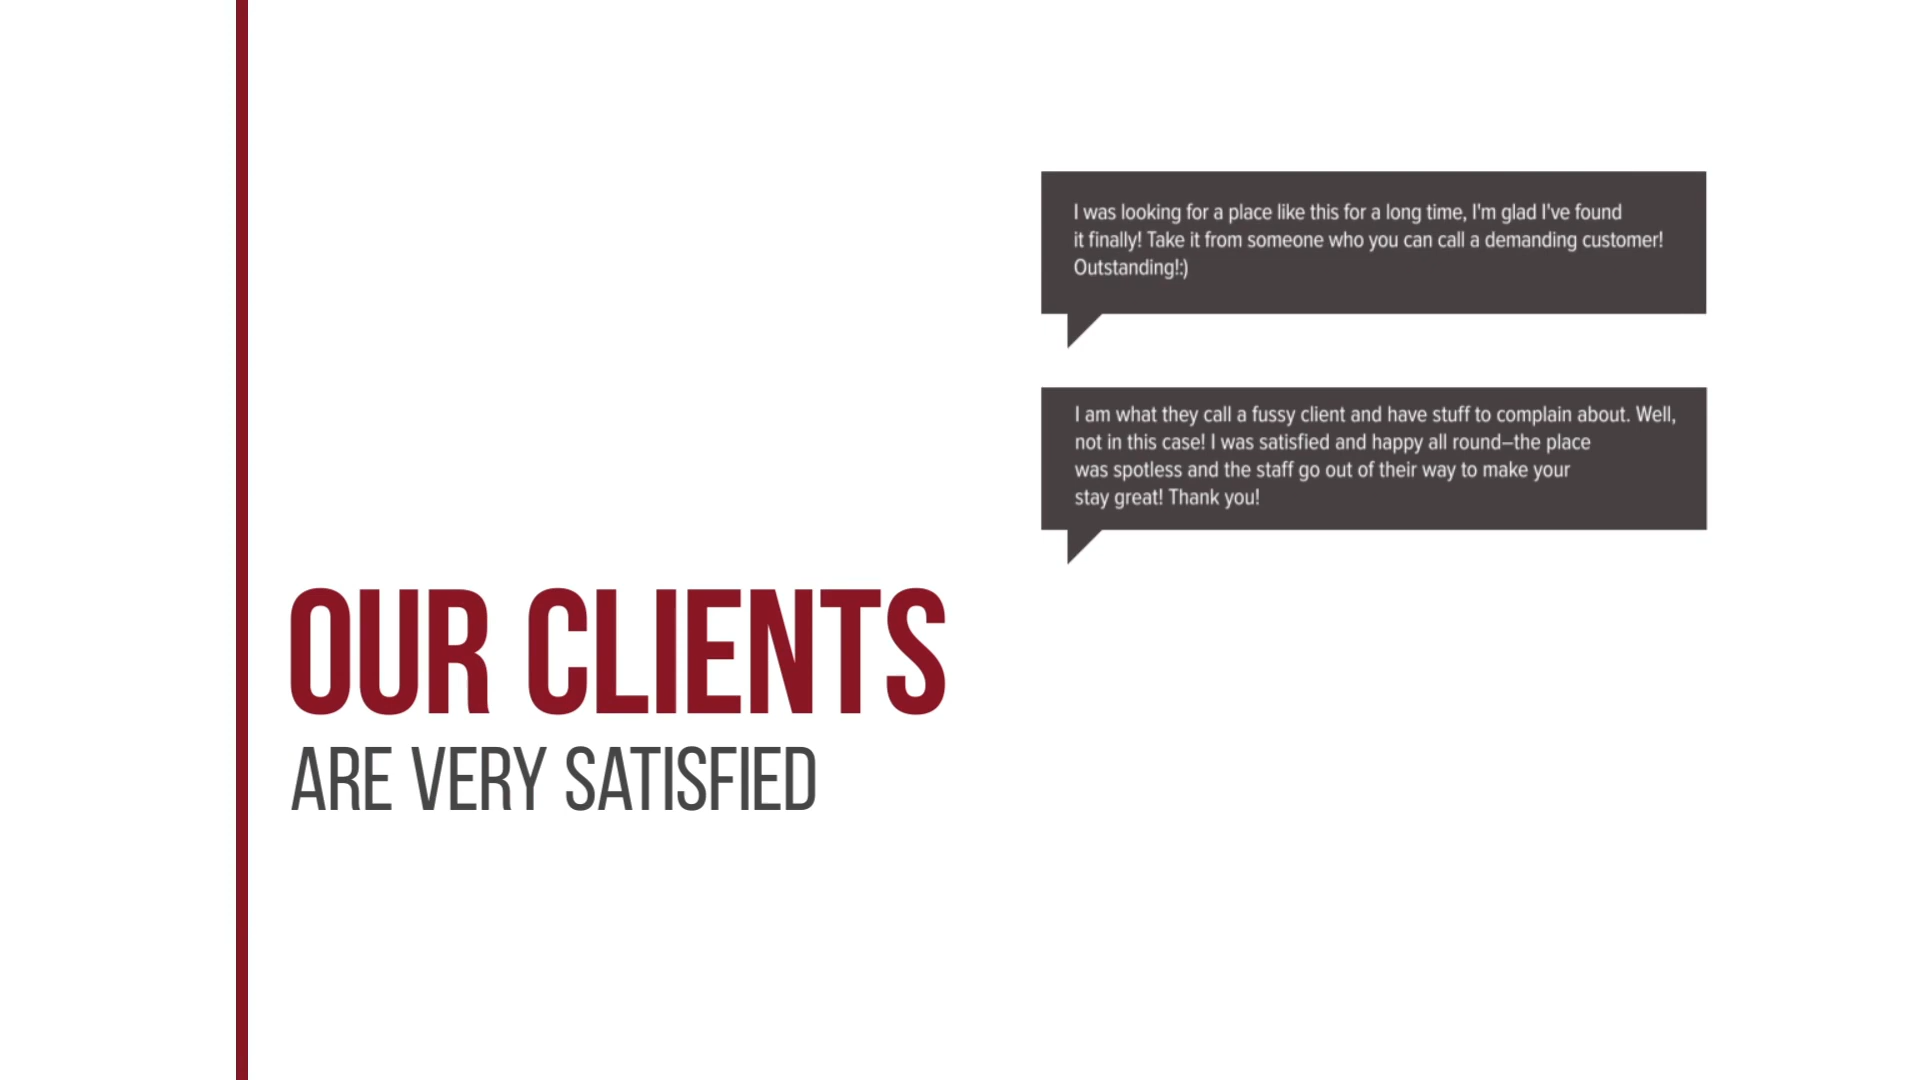 I was looking for a place like this for a long time, I'm glad I've found
it finally! Take it from someone who you can call a demanding customer!
Outstanding!:)
I am what they call a fussy client and have stuff to complain about. Well,
not in this case! I was satisfied and happy all round–the place
was spotless and the staff go out of their way to make your
stay great! Thank you!
OUR CLIENTS
ARE VERY SATISFIED